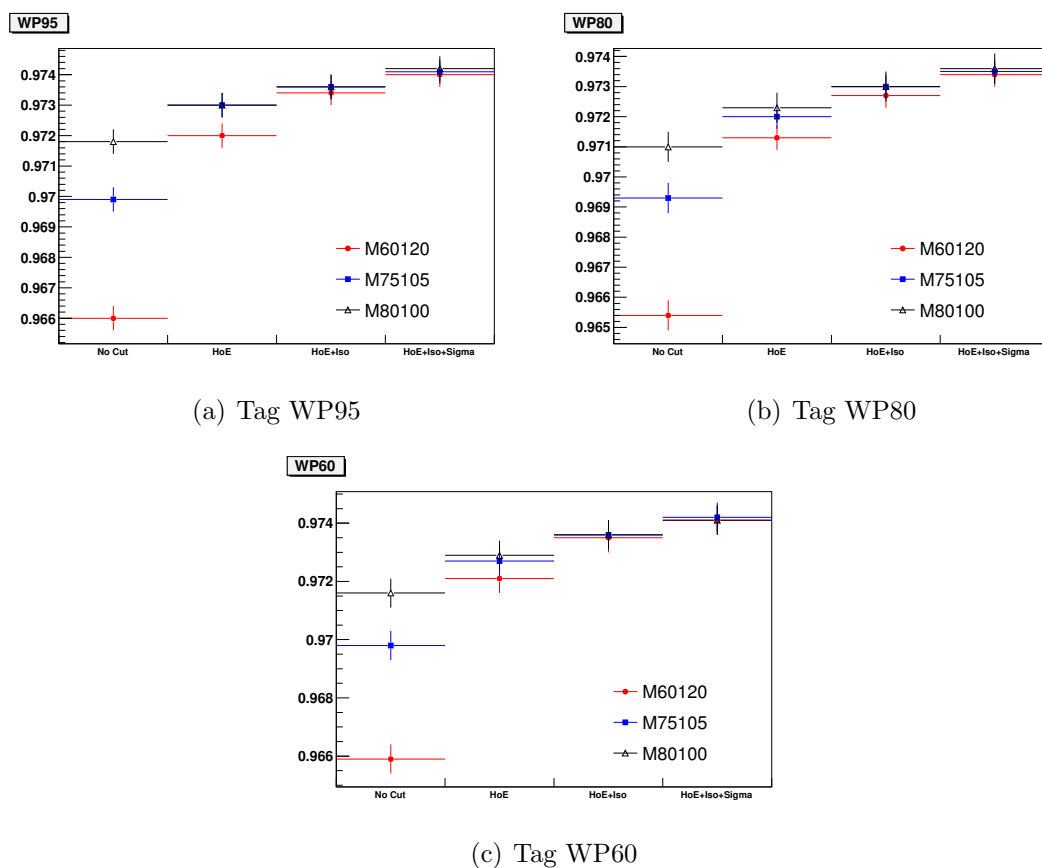 WP95
0.974
0.973
0.972
0.971
0.97
0.969
0.968
0.967
0.966
M60120
M75105
M80100
No Cut HoE HoE+Iso HoE+Iso+Sigma
(a) Tag WP95
WP80
0.974
0.973
0.972
0.971
0.97
0.969
0.968
0.967
0.966
0.965
M60120
M75105
M80100
No Cut HoE HoE+Iso HoE+Iso+Sigma
(b) Tag WP80
WP60
0.974
0.972
0.97
0.968
0.966
M60120
M75105
M80100
No Cut HoE HoE+Iso HoE+Iso+Sigma
(c) Tag WP60